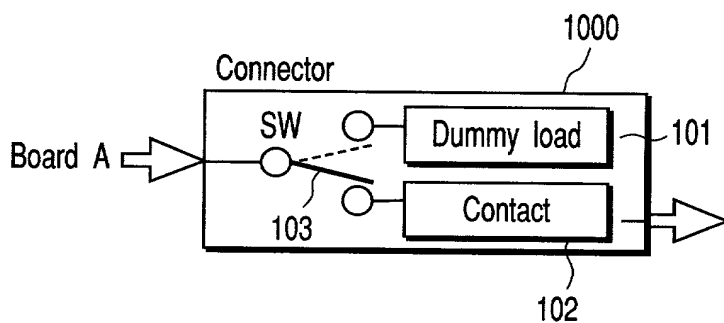 1000
Connector
SW
Dummy load
101
Board A
103
Contact
102